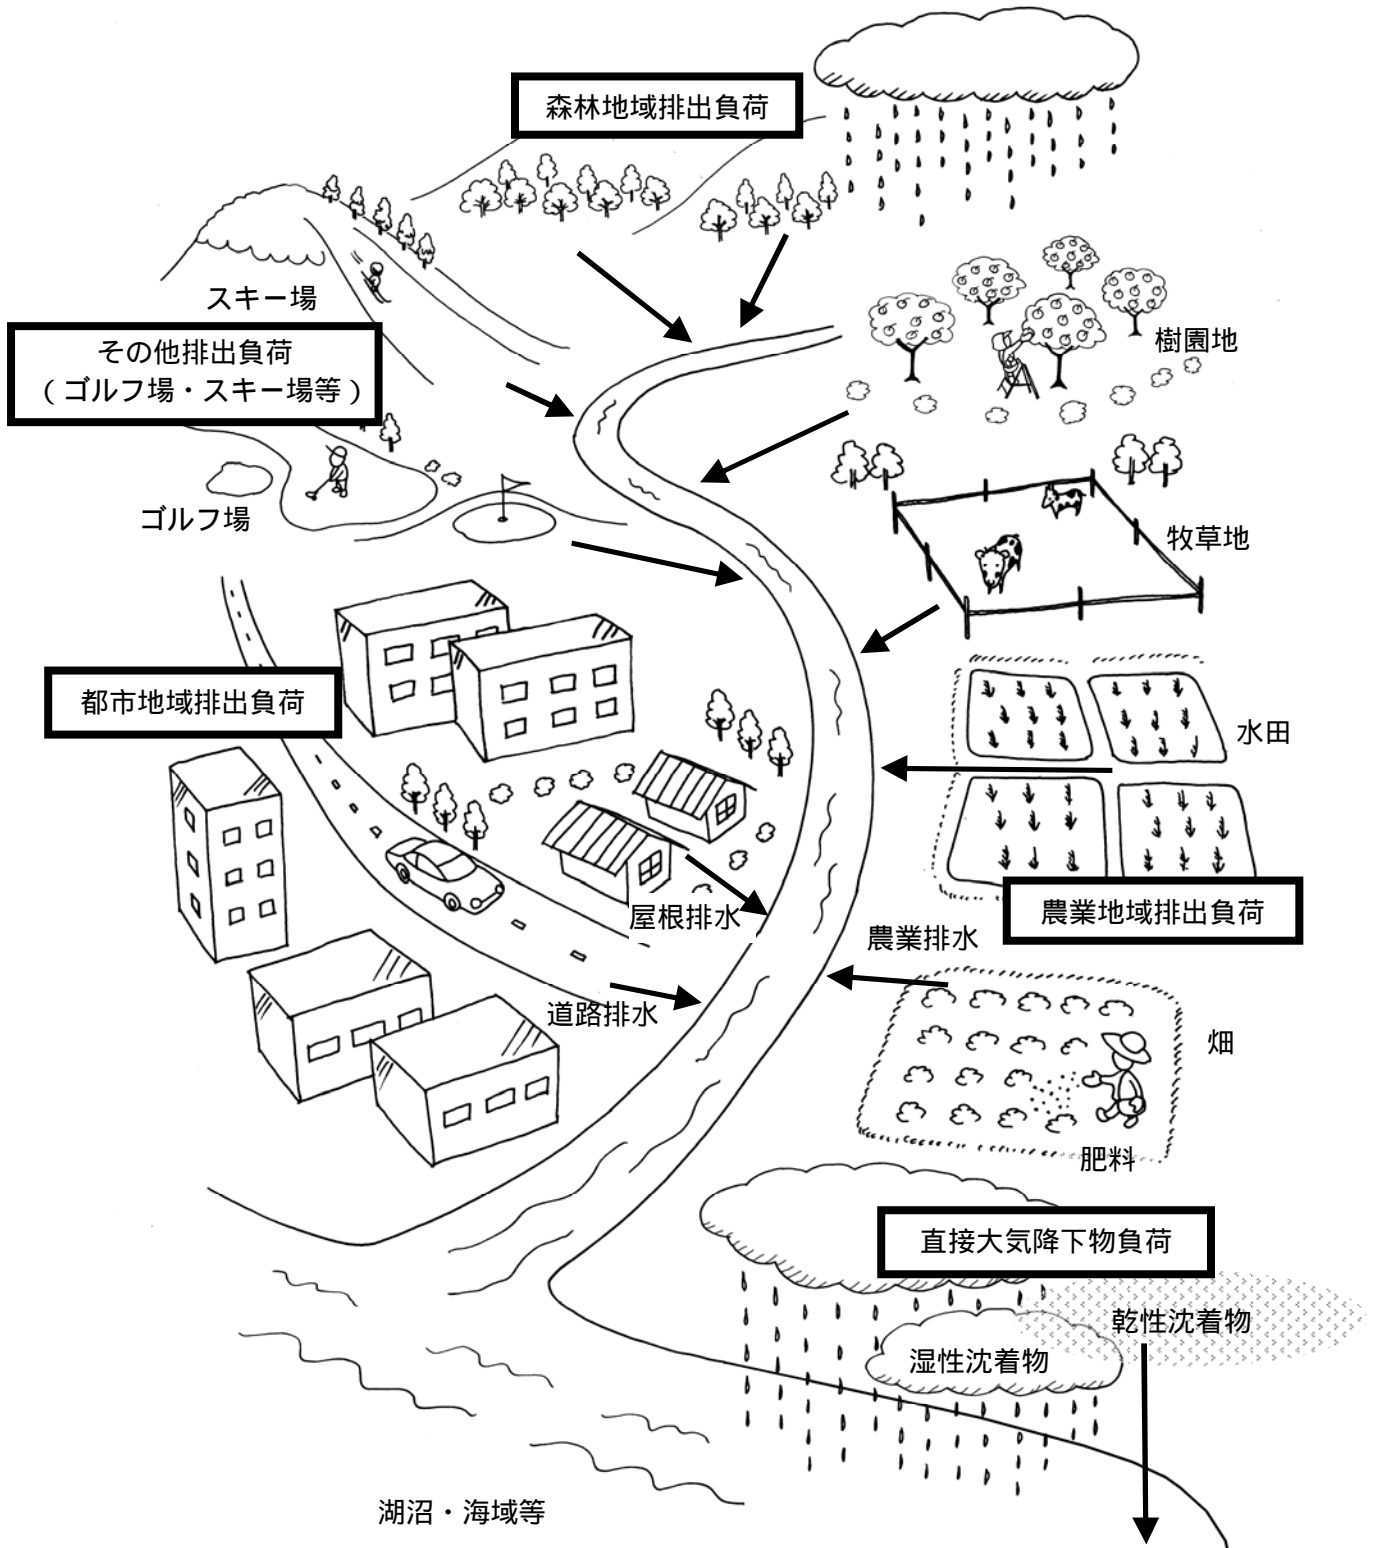 森林地域排出負荷
スキー場
その他排出負荷
（ゴルフ場・スキー場等）
樹園地
ゴルフ場
牧草地
都市地域排出負荷
水田
屋根排水
農業地域排出負荷
農業排水
道路排水
畑
肥料
直接大気降下物負荷
乾性沈着物
湿性沈着物
湖沼・海域等